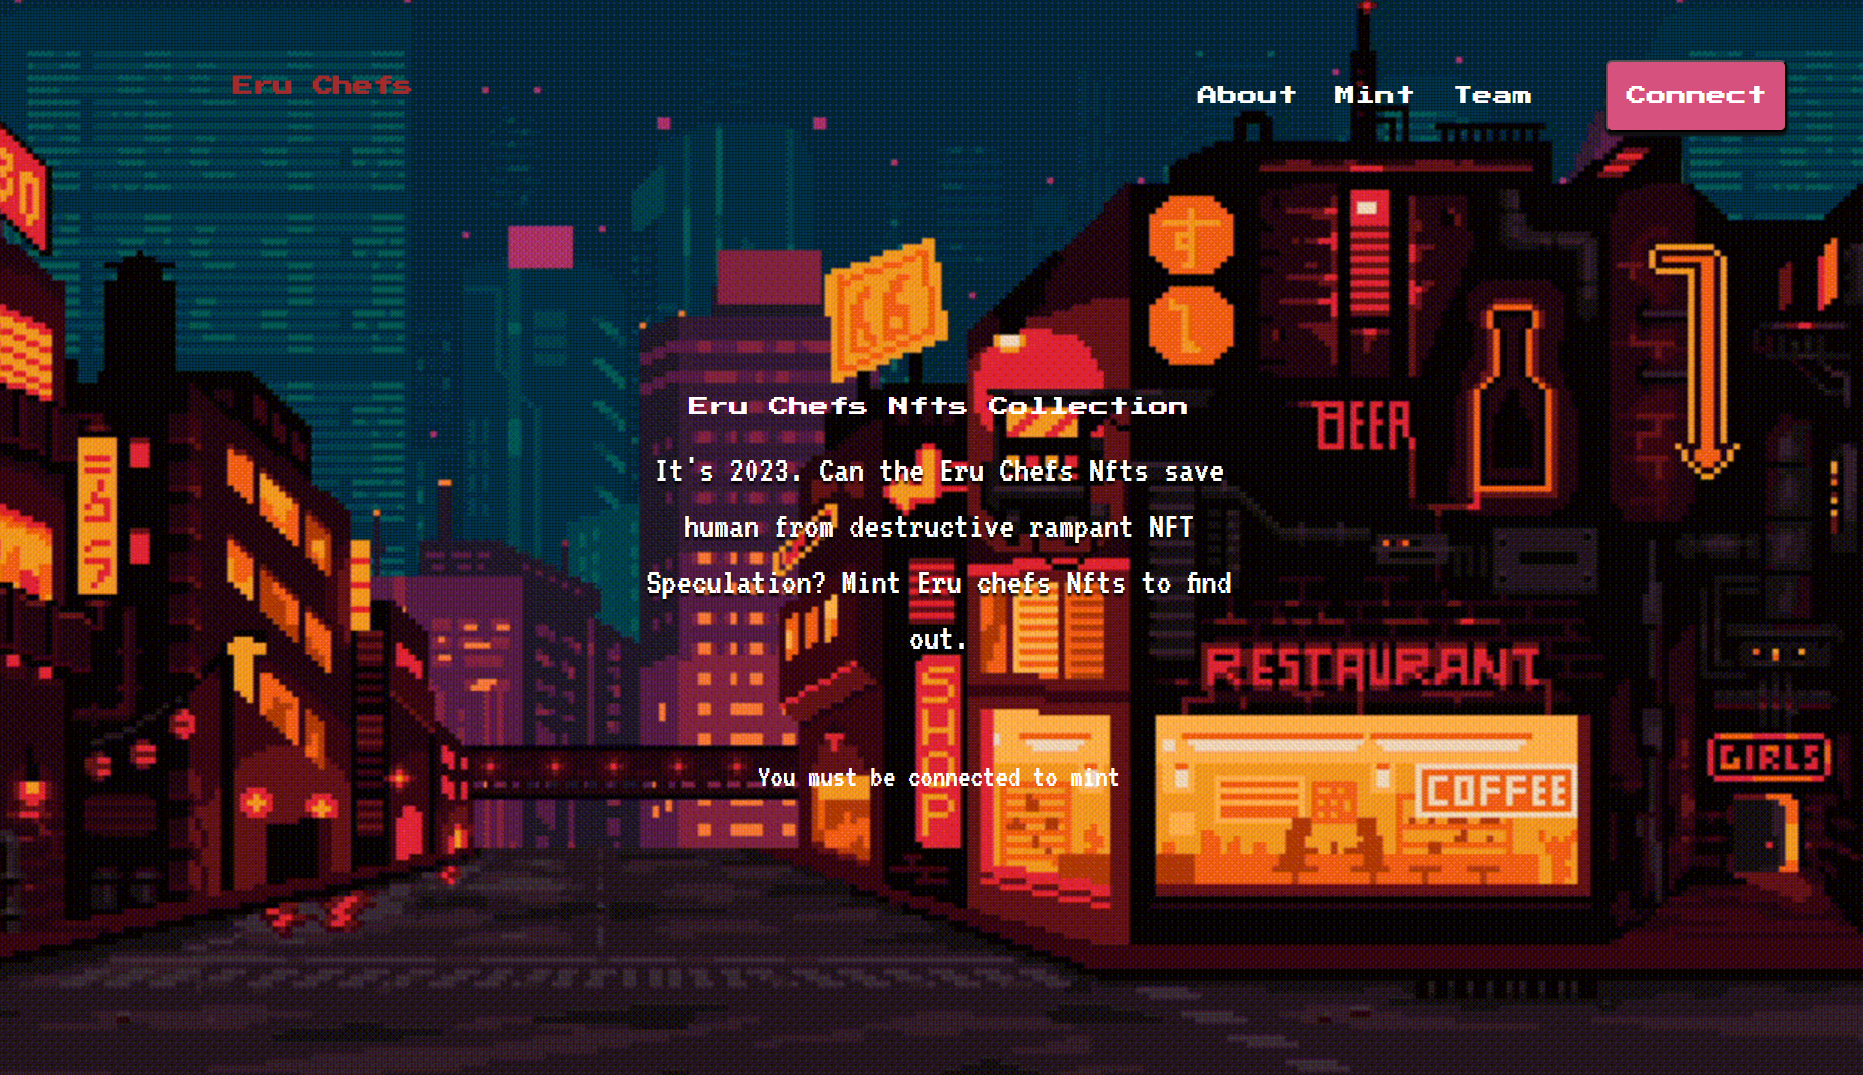 Eru Chefs
About Mint Team
Connect
Eru Chefs Nfts Collection
It's 2023. Can the Eru Chefs Nfts save
human from destructive rampant NFT
Speculation? Mint Eru chefs Nfts to find
out.
You must be connected to mint
す
し
BEER
RESTAURANT
SHOP
COFFEE
GIRLS